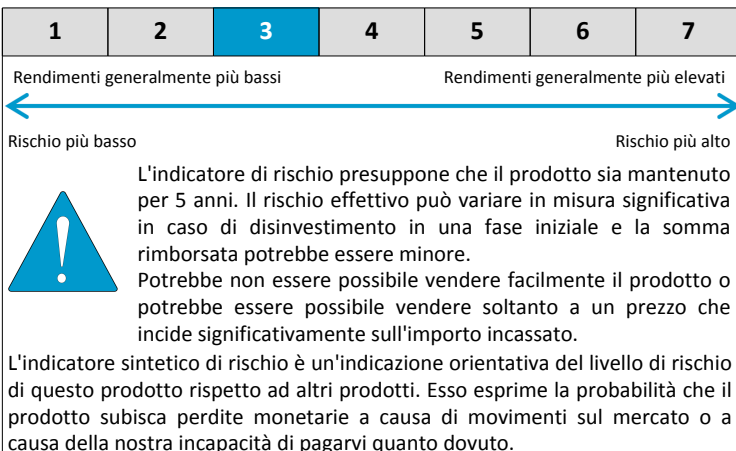 1 2 3 4 5 6 7
Rendimenti generalmente più bassi Rendimenti generalmente più elevati
Rischio più basso Rischio più alto
L'indicatore di rischio presuppone che il prodotto sia mantenuto
per 5 anni. Il rischio effettivo può variare in misura significativa
in caso di disinvestimento in una fase iniziale e la somma
rimborsata potrebbe essere minore.
Potrebbe non essere possibile vendere facilmente il prodotto o
potrebbe essere possibile vendere soltanto a un prezzo che
incide significativamente sull'importo incassato.
L'indicatore sintetico di rischio è un'indicazione orientativa del livello di rischio
di questo prodotto rispetto ad altri prodotti. Esso esprime la probabilità che il
prodotto subisca perdite monetarie a causa di movimenti sul mercato o a
causa della nostra incapacità di pagarvi quanto dovuto.